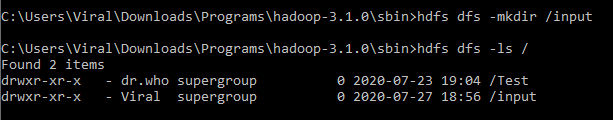 C:\Users\Viral\Downloads\Programs\hadoop-3.1.0\sbin>hdfs dfs -mkdir /input
C:\Users\Viral\Downloads\Programs\hadoop-3.1.0\sbin>hdfs dfs -ls /
Found 2 items
drwxr-xr-x   - dr.who supergroup          0 2020-07-23 19:04 /Test
drwxr-xr-x   - Viral  supergroup          0 2020-07-27 18:56 /input